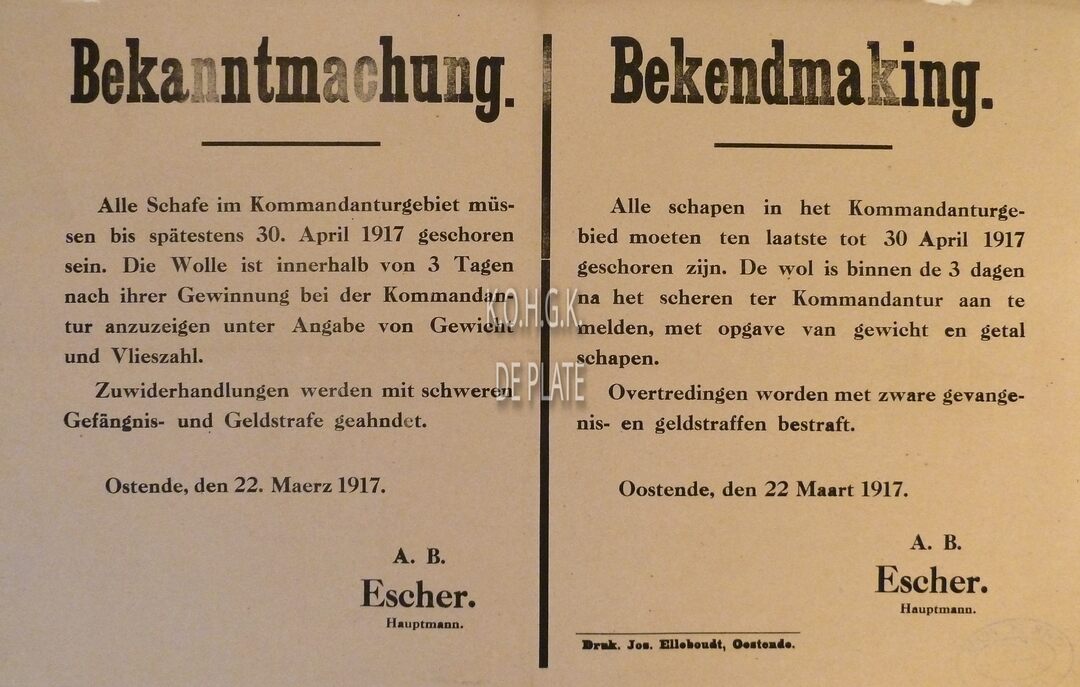 Bekanntmachung.
Alle Schafe im Kommandanturgebiet müs-
sen bis spätestens 30. April 1917 geschoren
sein. Die Wolle ist innerhalb von 3 Tagen
nach ihrer Gewinnung bei der Kommandan-
tur anzuzeigen unter Angabe von Gewicht
und Vlieszahl.
Zuwiderhandlungen werden mit schweren
Gefängnis- und Geldstrafe geahndet.
Ostende, den 22. Maerz 1917.
A. B.
Escher.
Hauptmann.
Bekendmaking.
Alle schapen in het Kommandanturge-
bied moeten ten laatste tot 30 April 1917
geschoren zijn. De wol is binnen de 3 dagen
na het scheren ter Kommandantur aan te
melden, met opgave van gewicht en getal
schapen.
Overtredingen worden met zware gevange-
nis- en geldstraffen bestraft.
Oostende, den 22 Maart 1917.
A. B.
Escher.
Hauptmann.
Druk. Jos. Elleboudt, Oostende.
K.O.H.G.K.
DE PLATE